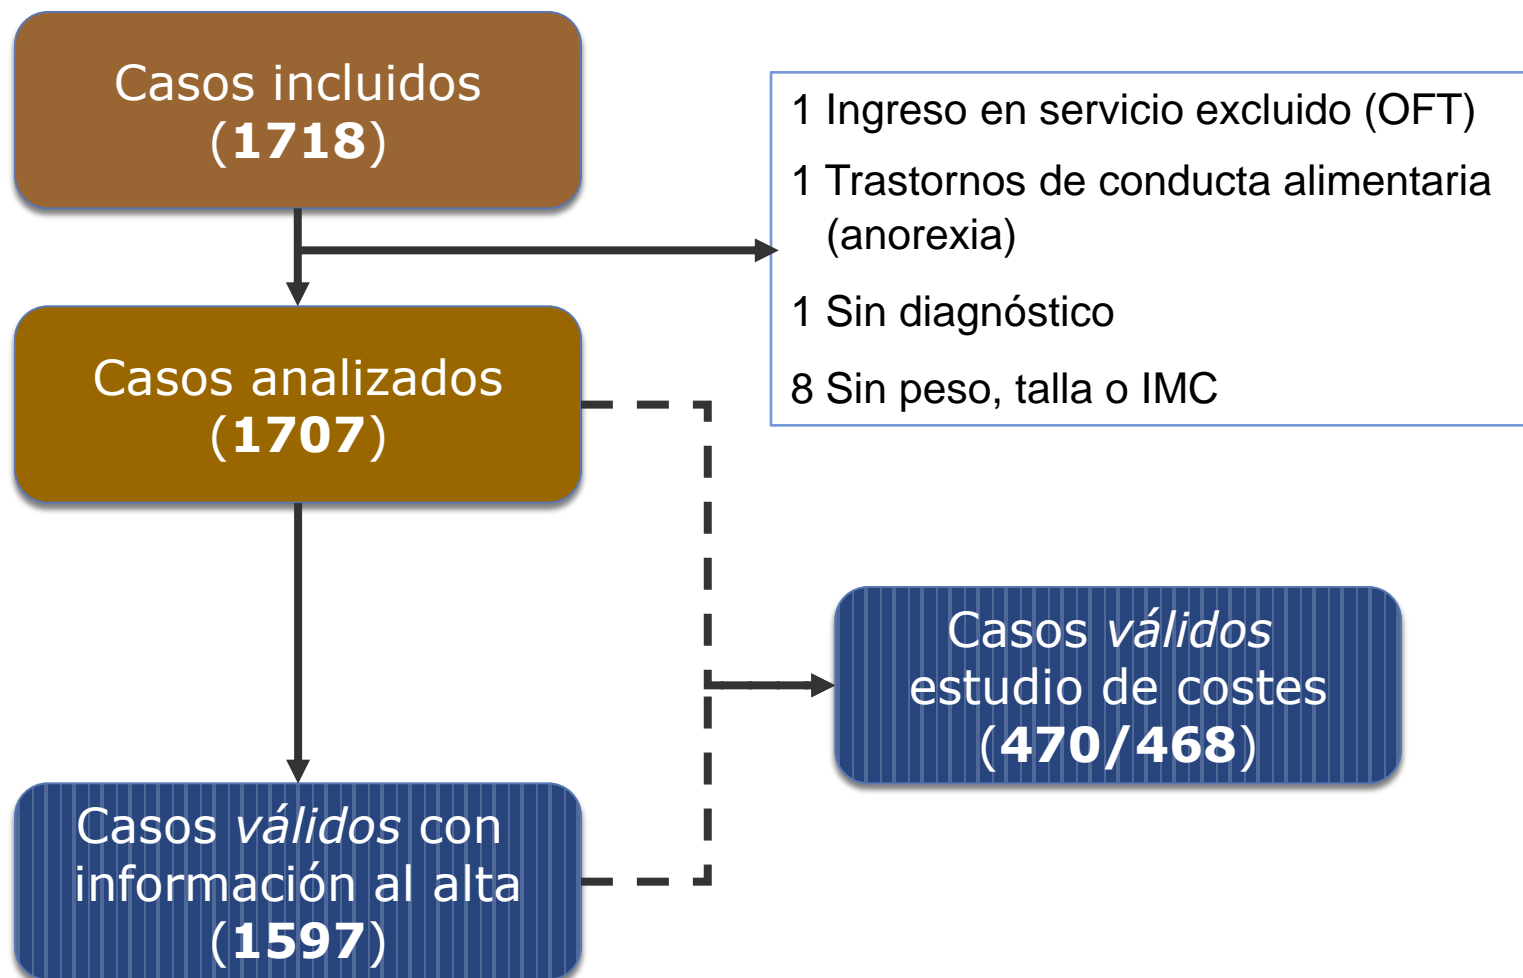 Casos incluidos
(1718)
1 Ingreso en servicio excluido (OFT)
1 Trastornos de conducta alimentaria
(anorexia)
1 Sin diagnóstico
8 Sin peso, talla o IMC
Casos analizados
(1707)
Casos válidos
estudio de costes
(470/468)
Casos válidos con
información al alta
(1597)